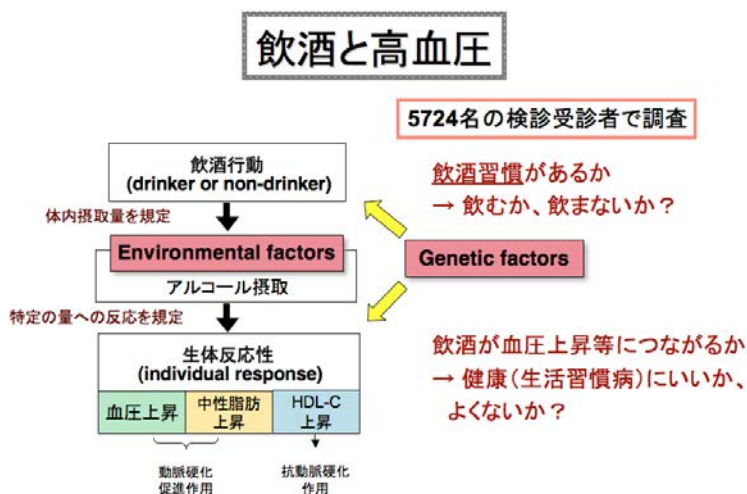 飲酒と高血圧
5724名の検診受診者で調査
飲酒行動
(drinker or non-drinker)
飲酒習慣があるか
→ 飲むか、飲まないか？
体内摂取量を規定
Environmental factors
Genetic factors
アルコール摂取
特定の量への反応を規定
生体反応性
(individual response)
飲酒が血圧上昇等につながるか
→ 健康(生活習慣病)にいいか、
よくないか？
血圧上昇
中性脂肪
上昇
HDL-C
上昇
動脈硬化
促進作用
抗動脈硬化
作用